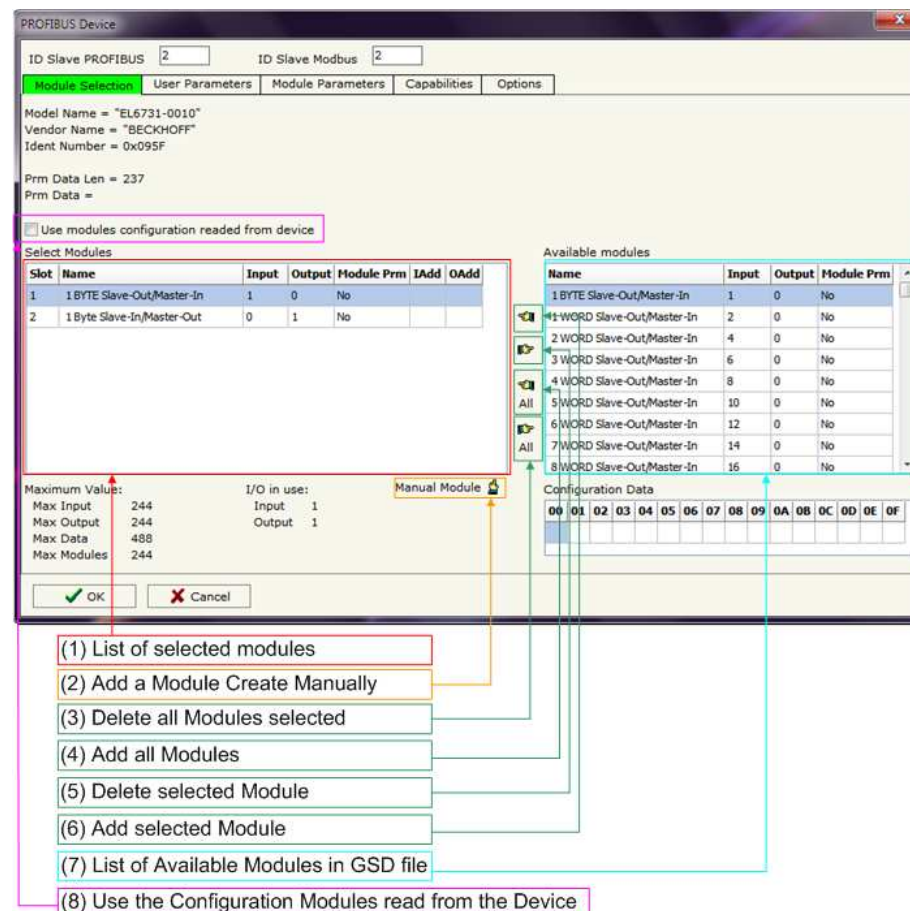 PROFIBUS Device
ID Slave PROFIBUS 2 ID Slave Modbus 2
Module Selection User Parameters Module Parameters Capabilities Options
Model Name = "EL6731-0010"
Vendor Name = "BECKHOFF"
Ident Number = 0x095F
Prm Data Len = 237
Prm Data =
Use modules configuration readed from device
Select Modules
Slot Name Input Output Module Prm IAdd OAdd
1 1 BYTE Slave-Out/Master-In 1 0 No
2 1 Byte Slave-In/Master-Out 0 1 No
All
All
Available modules
Name Input Output Module Prm
1 BYTE Slave-Out/Master-In 1 0 No
1 WORD Slave-Out/Master-In 2 0 No
2 WORD Slave-Out/Master-In 4 0 No
3 WORD Slave-Out/Master-In 6 0 No
4 WORD Slave-Out/Master-In 8 0 No
5 WORD Slave-Out/Master-In 10 0 No
6 WORD Slave-Out/Master-In 12 0 No
7 WORD Slave-Out/Master-In 14 0 No
8 WORD Slave-Out/Master-In 16 0 No
Maximum Value:
Max Input 244
Max Output 244
Max Data 488
Max Modules 244
I/O in use:
Input 1
Output 1
Manual Module
Configuration Data
00 01 02 03 04 05 06 07 08 09 0A 0B 0C 0D 0E 0F
OK Cancel
(1) List of selected modules
(2) Add a Module Create Manually
(3) Delete all Modules selected
(4) Add all Modules
(5) Delete selected Module
(6) Add selected Module
(7) List of Available Modules in GSD file
(8) Use the Configuration Modules read from the Device